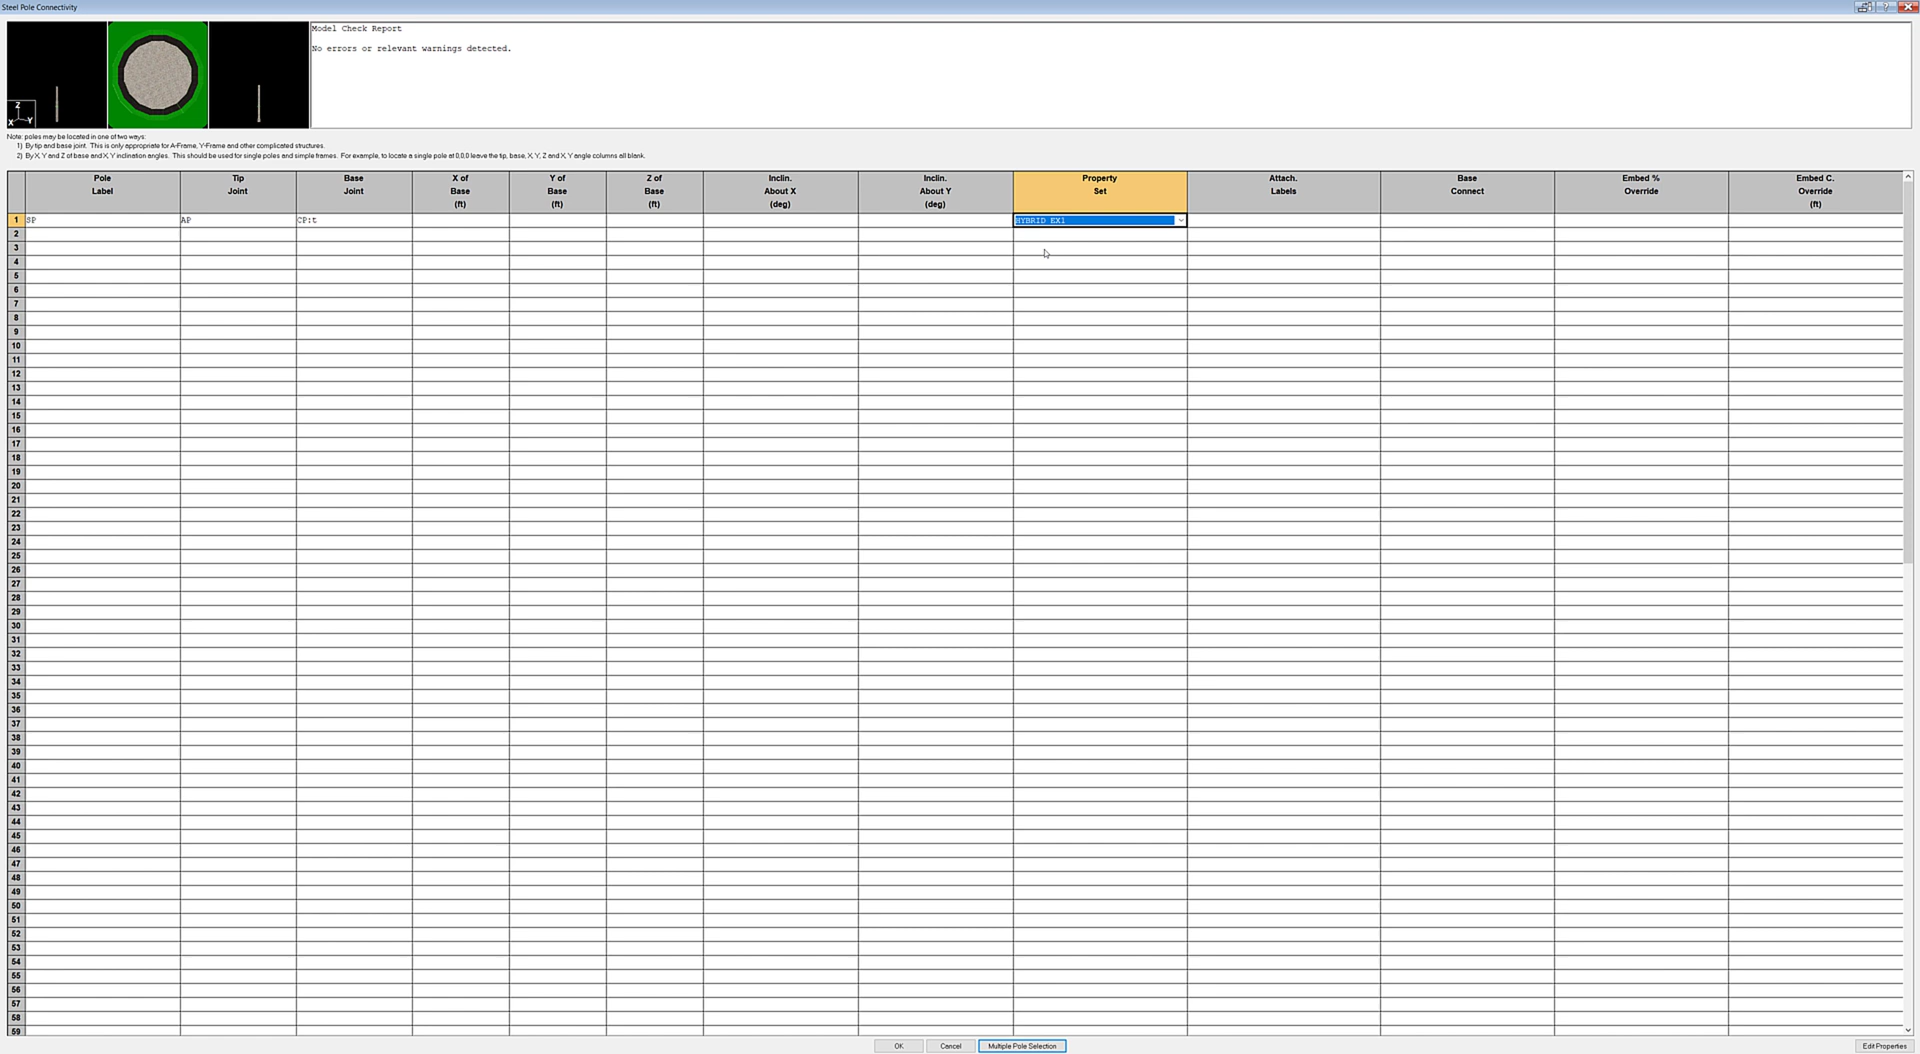 Steel Pole Connectivity
Model Check Report
No errors or relevant warnings detected.
Z
X Y
Note: poles may be located in one of two ways:
1) By tip and base joint. This is only appropriate for A-Frame, Y-Frame and other complicated structures.
2) By X, Y and Z of base and X, Y inclination angles. This should be used for single poles and simple frames. For example, to locate a single pole at 0,0,0 leave the tip, base, X, Y, Z and X, Y angle columns all blank.
Pole Label
Tip Joint
Base Joint
X of Base (ft)
Y of Base (ft)
Z of Base (ft)
Inclin. About X (deg)
Inclin. About Y (deg)
Property Set
Attach. Labels
Base Connect
Embed % Override
Embed C. Override (ft)
1 SP AP CP:t HYBRID EX1
2
3
4
5
6
7
8
9
10
11
12
13
14
15
16
17
18
19
20
21
22
23
24
25
26
27
28
29
30
31
32
33
34
35
36
37
38
39
40
41
42
43
44
45
46
47
48
49
50
51
52
53
54
55
56
57
58
59
OK Cancel Multiple Pole Selection Edit Properties